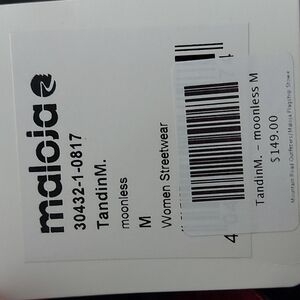 maloja
30432-1-0817
TandinM.
moonless
M
Women Streetwear
TandinM. – moonless M
$149.00